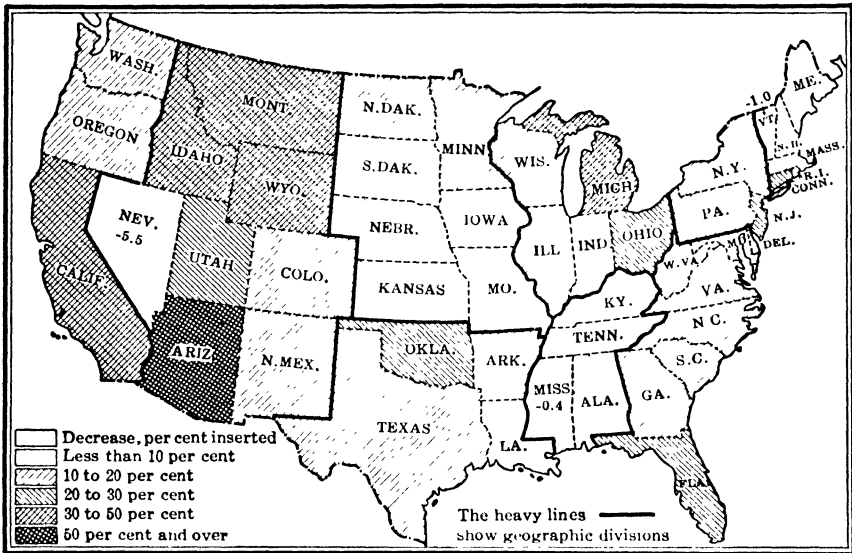 WASH.
OREGON
CALIF.
NEV.
-5.5
IDAHO
MONT.
WYO.
UTAH
COLO.
ARIZ
N.MEX.
N.DAK.
S.DAK.
NEBR.
KANSAS
OKLA.
TEXAS
MINN
IOWA
MO.
ARK.
LA.
WIS.
ILL
IND
MICH
OHIO
KY.
TENN.
MISS
-0.4
ALA.
GA.
FLA.
S.C.
N C.
VA.
W.VA
MD
DEL.
PA.
N.J.
N.Y.
CONN.
R.I.
MASS.
N.H.
VT.
-1.0
ME.
Decrease, per cent inserted
Less than 10 per cent
10 to 20 per cent
20 to 30 per cent
30 to 50 per cent
50 per cent and over
The heavy lines
show geographic divisions